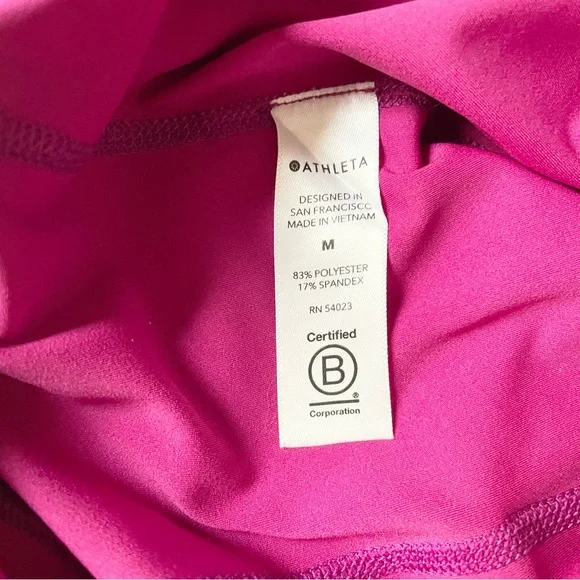 ATHLETA
DESIGNED IN
SAN FRANCISCO
MADE IN VIETNAM
M
83% POLYESTER
17% SPANDEX
RN 54023
Certified
B
®
Corporation